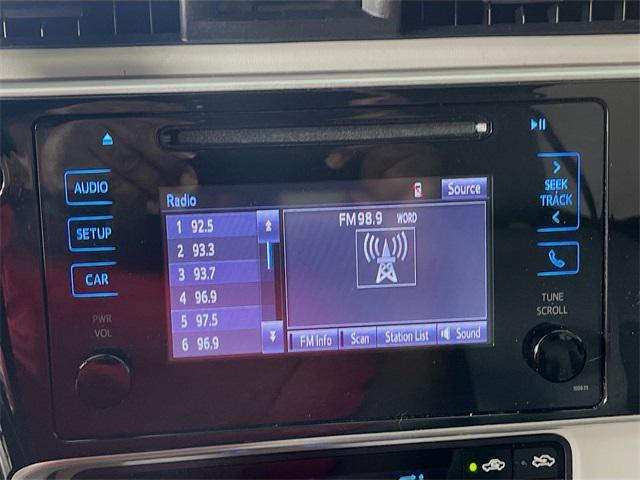 AUDIO
SETUP
CAR
PWR
VOL
Radio
Source
1 92.5
2 93.3
3 93.7
4 96.9
5 97.5
6 96.9
FM 98.9 WORD
FM Info
Scan
Station List
Sound
SEEK
TRACK
TUNE
SCROLL